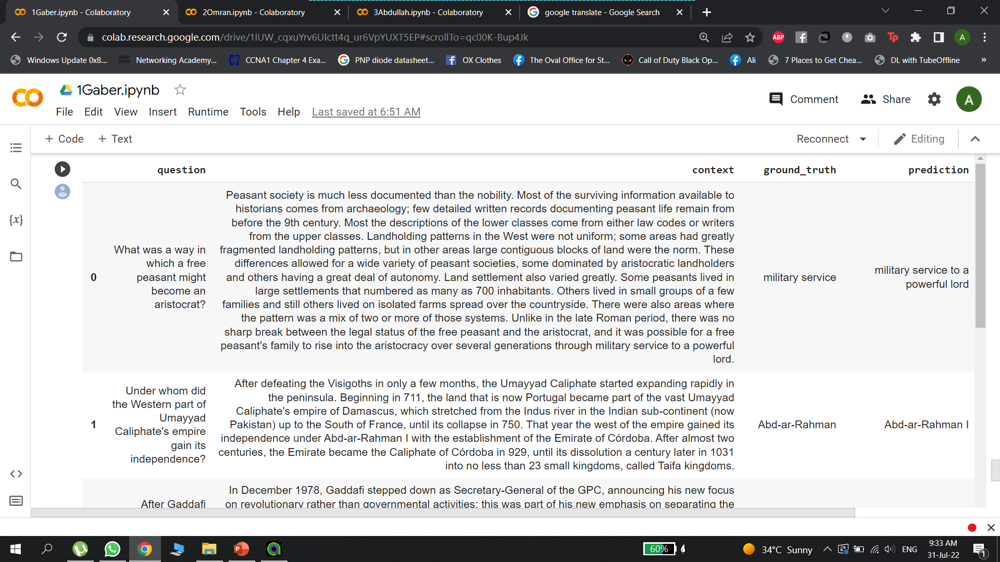 1Gaber.ipynb - Colaboratory
2Omran.ipynb - Colaboratory
3Abdullah.ipynb - Colaboratory
google translate - Google Search
colab.research.google.com/drive/1lUW_cqxuYrv6UIctt4q_ur6VpYUXT5EP#scrollTo=qc00K-Bup4Jk
ABP
Tp
A
Windows Update 0x8...
Networking Academy...
CCNA1 Chapter 4 Exa...
PNP diode datasheet...
OX Clothes
The Oval Office for St...
Call of Duty Black Op...
Ali
7 Places to Get Chea...
DL with TubeOffline
»
1Gaber.ipynb
Comment
Share
A
File Edit View Insert Runtime Tools Help Last saved at 6:51 AM
+ Code + Text
Reconnect
Editing
question context ground_truth prediction
0
What was a way in
which a free
peasant might
become an
aristocrat?
Peasant society is much less documented than the nobility. Most of the surviving information available to
historians comes from archaeology; few detailed written records documenting peasant life remain from
before the 9th century. Most the descriptions of the lower classes come from either law codes or writers
from the upper classes. Landholding patterns in the West were not uniform; some areas had greatly
fragmented landholding patterns, but in other areas large contiguous blocks of land were the norm. These
differences allowed for a wide variety of peasant societies, some dominated by aristocratic landholders
and others having a great deal of autonomy. Land settlement also varied greatly. Some peasants lived in
large settlements that numbered as many as 700 inhabitants. Others lived in small groups of a few
families and still others lived on isolated farms spread over the countryside. There were also areas where
the pattern was a mix of two or more of those systems. Unlike in the late Roman period, there was no
sharp break between the legal status of the free peasant and the aristocrat, and it was possible for a free
peasant's family to rise into the aristocracy over several generations through military service to a powerful
lord.
military service
military service to a
powerful lord
1
Under whom did
the Western part of
Umayyad
Caliphate's empire
gain its
independence?
After defeating the Visigoths in only a few months, the Umayyad Caliphate started expanding rapidly in
the peninsula. Beginning in 711, the land that is now Portugal became part of the vast Umayyad
Caliphate's empire of Damascus, which stretched from the Indus river in the Indian sub-continent (now
Pakistan) up to the South of France, until its collapse in 750. That year the west of the empire gained its
independence under Abd-ar-Rahman I with the establishment of the Emirate of Córdoba. After almost two
centuries, the Emirate became the Caliphate of Córdoba in 929, until its dissolution a century later in 1031
into no less than 23 small kingdoms, called Taifa kingdoms.
Abd-ar-Rahman
Abd-ar-Rahman I
After Gaddafi
In December 1978, Gaddafi stepped down as Secretary-General of the GPC, announcing his new focus
on revolutionary rather than governmental activities; this was part of his new emphasis on separating the
{x}
60%
34°C Sunny
ENG
9:33 AM
31-Jul-22
1